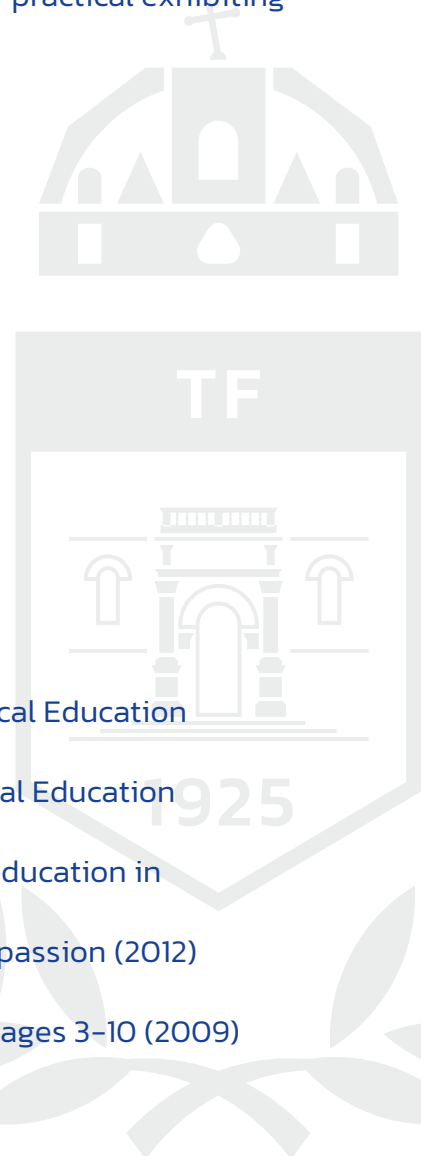 practical exhibiting
TF
cal Education
al Education
1925
ducation in
passion (2012)
ages 3-10 (2009)